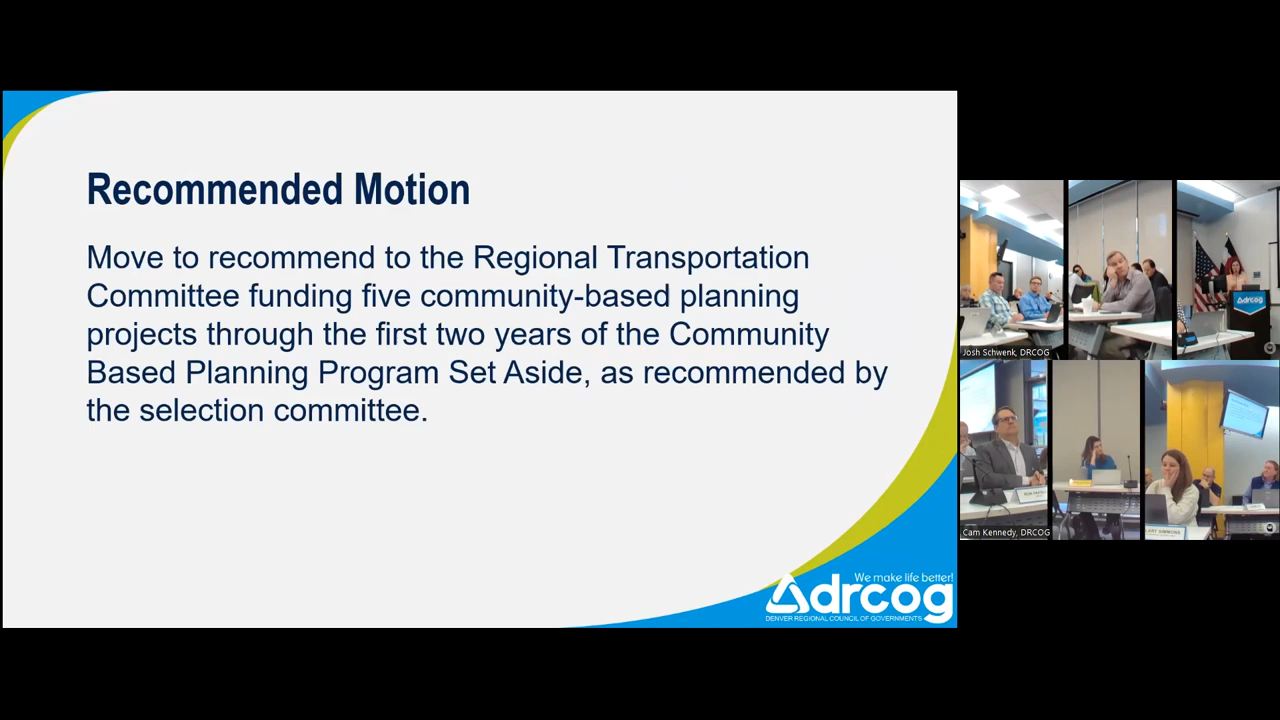 Recommended Motion
Move to recommend to the Regional Transportation
Committee funding five community-based planning
projects through the first two years of the Community
Based Planning Program Set Aside, as recommended by
the selection committee.
We make life better!
drcog
DENVER REGIONAL COUNCIL OF GOVERNMENTS
drcog
Josh Schwenk, DRCOG
Cam Kennedy, DRCOG